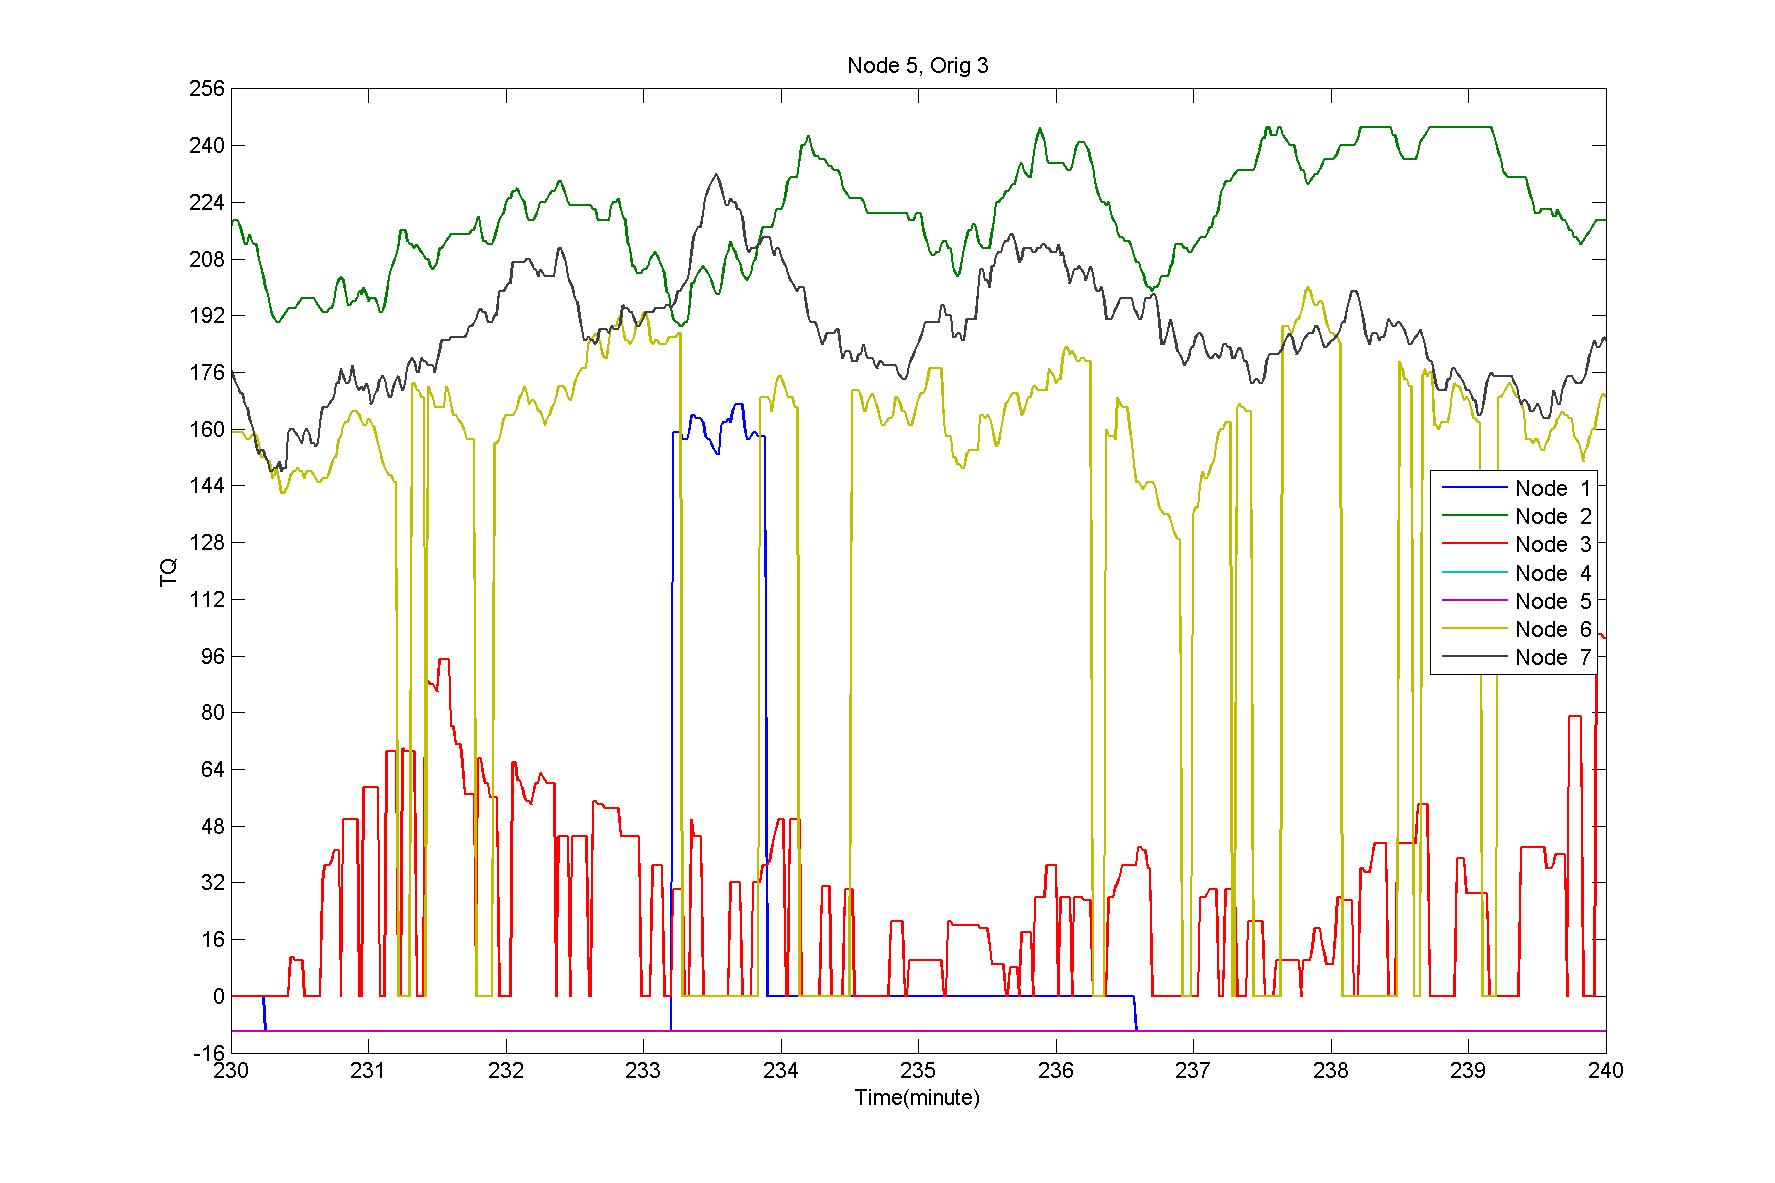 Node 5, Orig 3
256
240
224
208
192
176
160
144
128
112
96
80
64
48
32
16
0
-16
TQ
Node 1
Node 2
Node 3
Node 4
Node 5
Node 6
Node 7
230 231 232 233 234 235 236 237 238 239 240
Time(minute)